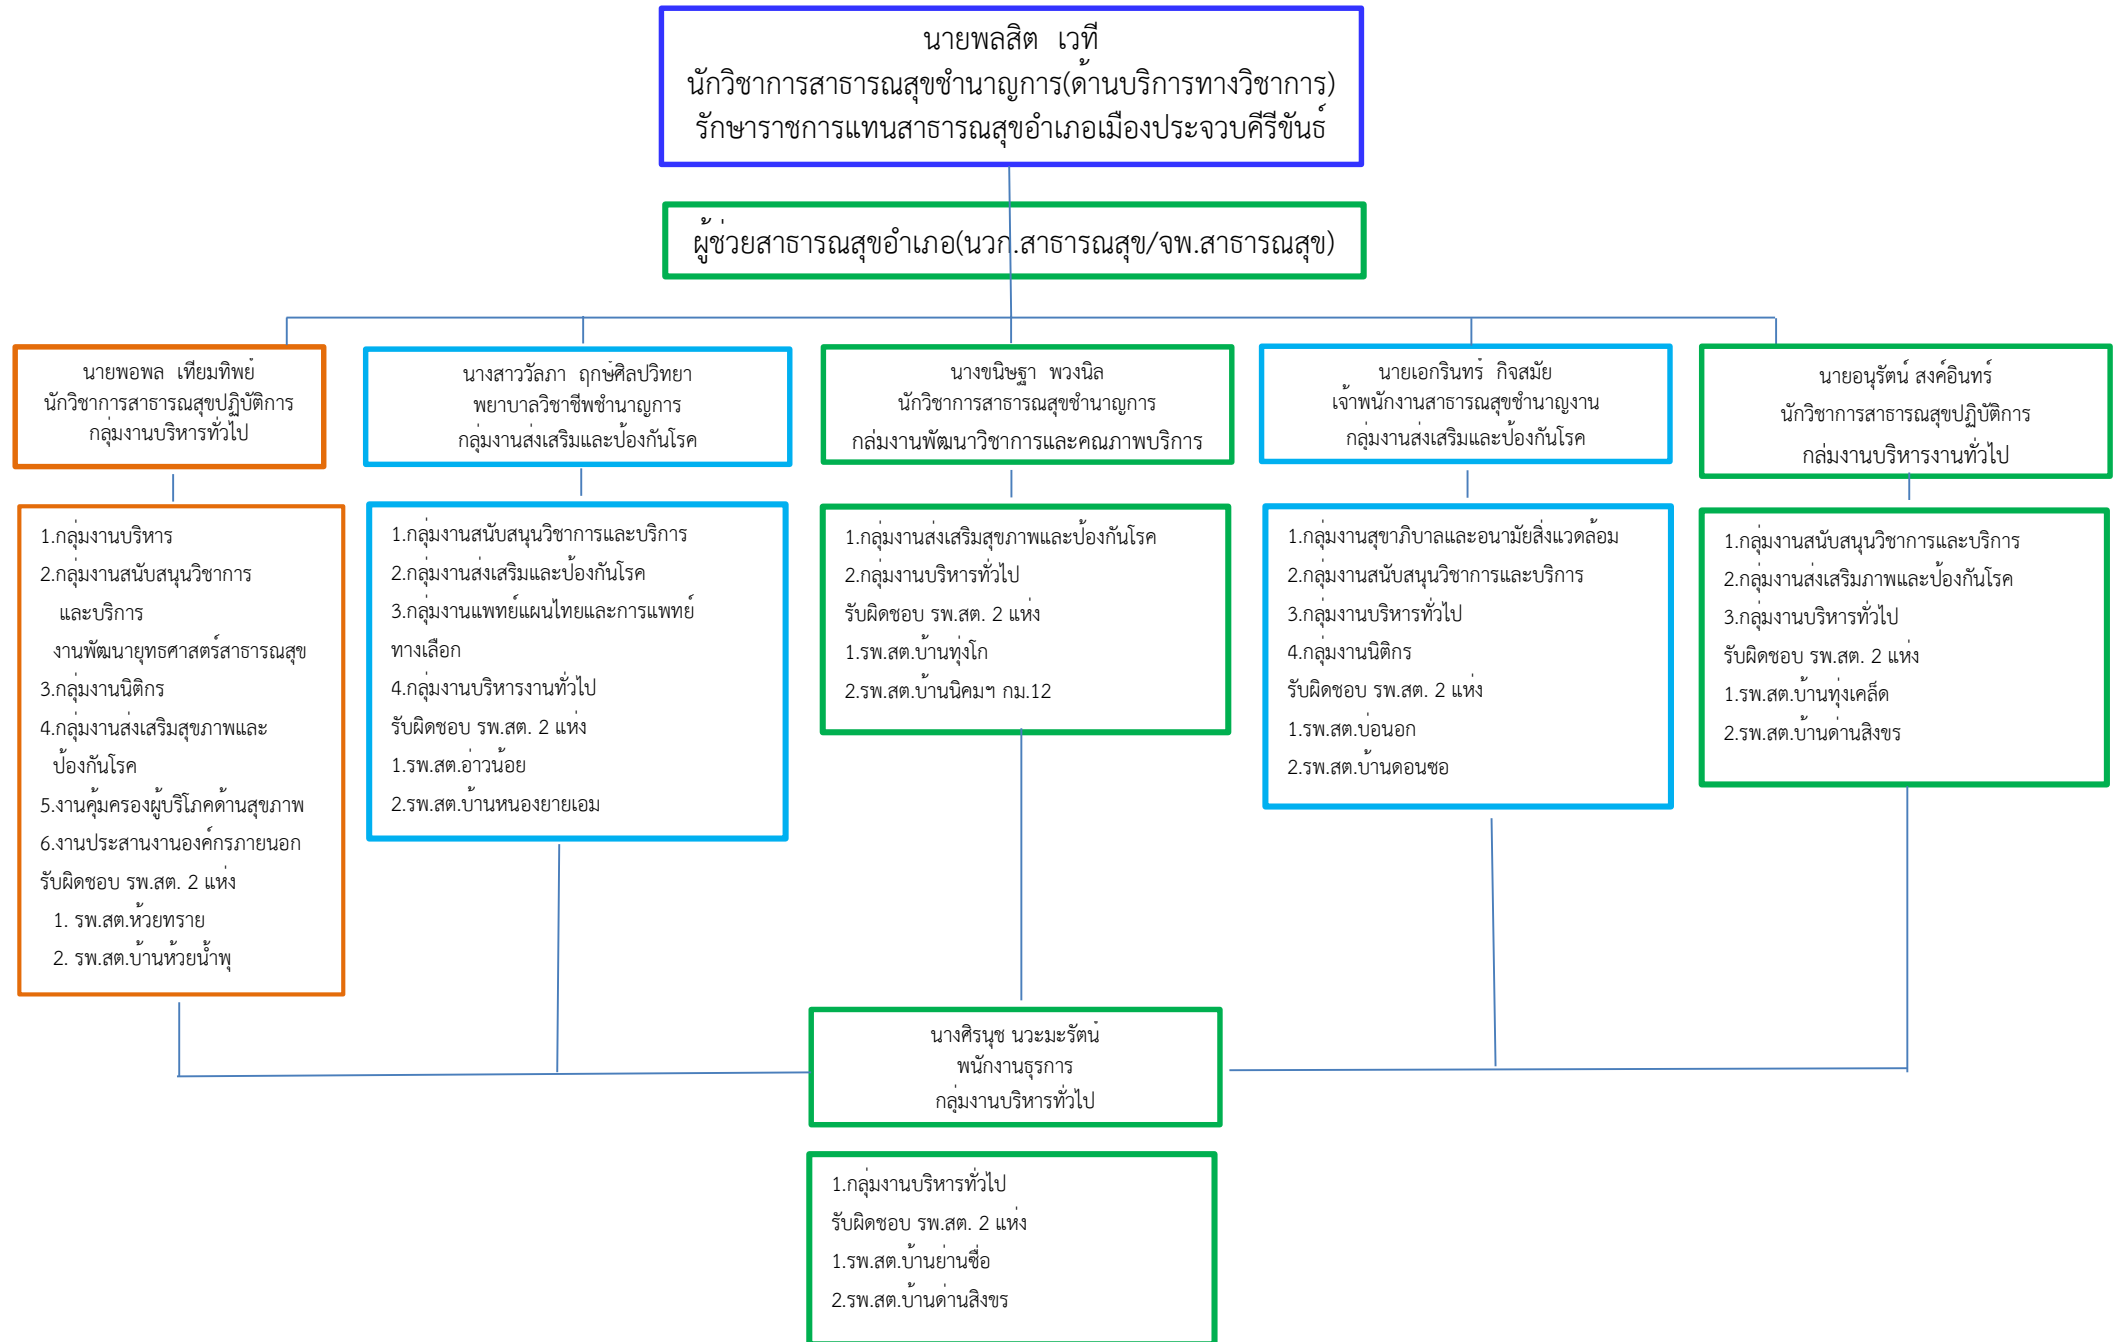 นายพลสิต เวที
นักวิชาการสาธารณสุขชำนาญการ(ด้านบริการทางวิชาการ)
รักษาราชการแทนสาธารณสุขอำเภอเมืองประจวบคีรีขันธ์
ผู้ช่วยสาธารณสุขอำเภอ(นวก.สาธารณสุข/จพ.สาธารณสุข)
นายพอพล เทียมทิพย์
นักวิชาการสาธารณสุขปฏิบัติการ
กลุ่มงานบริหารทั่วไป
นางสาววัลภา ฤกษ์ศิลปวิทยา
พยาบาลวิชาชีพชำนาญการ
กลุ่มงานส่งเสริมและป้องกันโรค
นางขนิษฐา พวงนิล
นักวิชาการสาธารณสุขชำนาญการ
กล่มงานพัฒนาวิชาการและคณภาพบริการ
นายเอกรินทร์ กิจสมัย
เจ้าพนักงานสาธารณสุขชำนาญงาน
กลุ่มงานส่งเสริมและป้องกันโรค
นายอนุรัตน์ สงค์อินทร์
นักวิชาการสาธารณสุขปฏิบัติการ
กล่มงานบริหารงานทั่วไป
1.กลุ่มงานบริหาร
2.กลุ่มงานสนับสนุนวิชาการ
และบริการ
งานพัฒนายุทธศาสตร์สาธารณสุข
3.กลุ่มงานนิติกร
4.กลุ่มงานส่งเสริมสุขภาพและ
ป้องกันโรค
5.งานคุ้มครองผู้บริโภคด้านสุขภาพ
6.งานประสานงานองค์กรภายนอก
รับผิดชอบ รพ.สต. 2 แห่ง
1. รพ.สต.ห้วยทราย
2. รพ.สต.บ้านห้วยน้ำพุ
1.กลุ่มงานสนับสนุนวิชาการและบริการ
2.กลุ่มงานส่งเสริมและป้องกันโรค
3.กลุ่มงานแพทย์แผนไทยและการแพทย์
ทางเลือก
4.กลุ่มงานบริหารงานทั่วไป
รับผิดชอบ รพ.สต. 2 แห่ง
1.รพ.สต.อ่าวน้อย
2.รพ.สต.บ้านหนองยายเอม
1.กลุ่มงานส่งเสริมสุขภาพและป้องกันโรค
2.กลุ่มงานบริหารทั่วไป
รับผิดชอบ รพ.สต. 2 แห่ง
1.รพ.สต.บ้านทุ่งโก
2.รพ.สต.บ้านนิคมฯ กม.12
1.กลุ่มงานสุขาภิบาลและอนามัยสิ่งแวดล้อม
2.กลุ่มงานสนับสนุนวิชาการและบริการ
3.กลุ่มงานบริหารทั่วไป
4.กลุ่มงานนิติกร
รับผิดชอบ รพ.สต. 2 แห่ง
1.รพ.สต.บ่อนอก
2.รพ.สต.บ้านดอนซอ
1.กลุ่มงานสนับสนุนวิชาการและบริการ
2.กลุ่มงานส่งเสริมภาพและป้องกันโรค
3.กลุ่มงานบริหารทั่วไป
รับผิดชอบ รพ.สต. 2 แห่ง
1.รพ.สต.บ้านทุ่งเคล็ด
2.รพ.สต.บ้านด่านสิงขร
นางศิรนุช นวะมะรัตน์
พนักงานธุรการ
กลุ่มงานบริหารทั่วไป
1.กลุ่มงานบริหารทั่วไป
รับผิดชอบ รพ.สต. 2 แห่ง
1.รพ.สต.บ้านย่านซื่อ
2.รพ.สต.บ้านด่านสิงขร